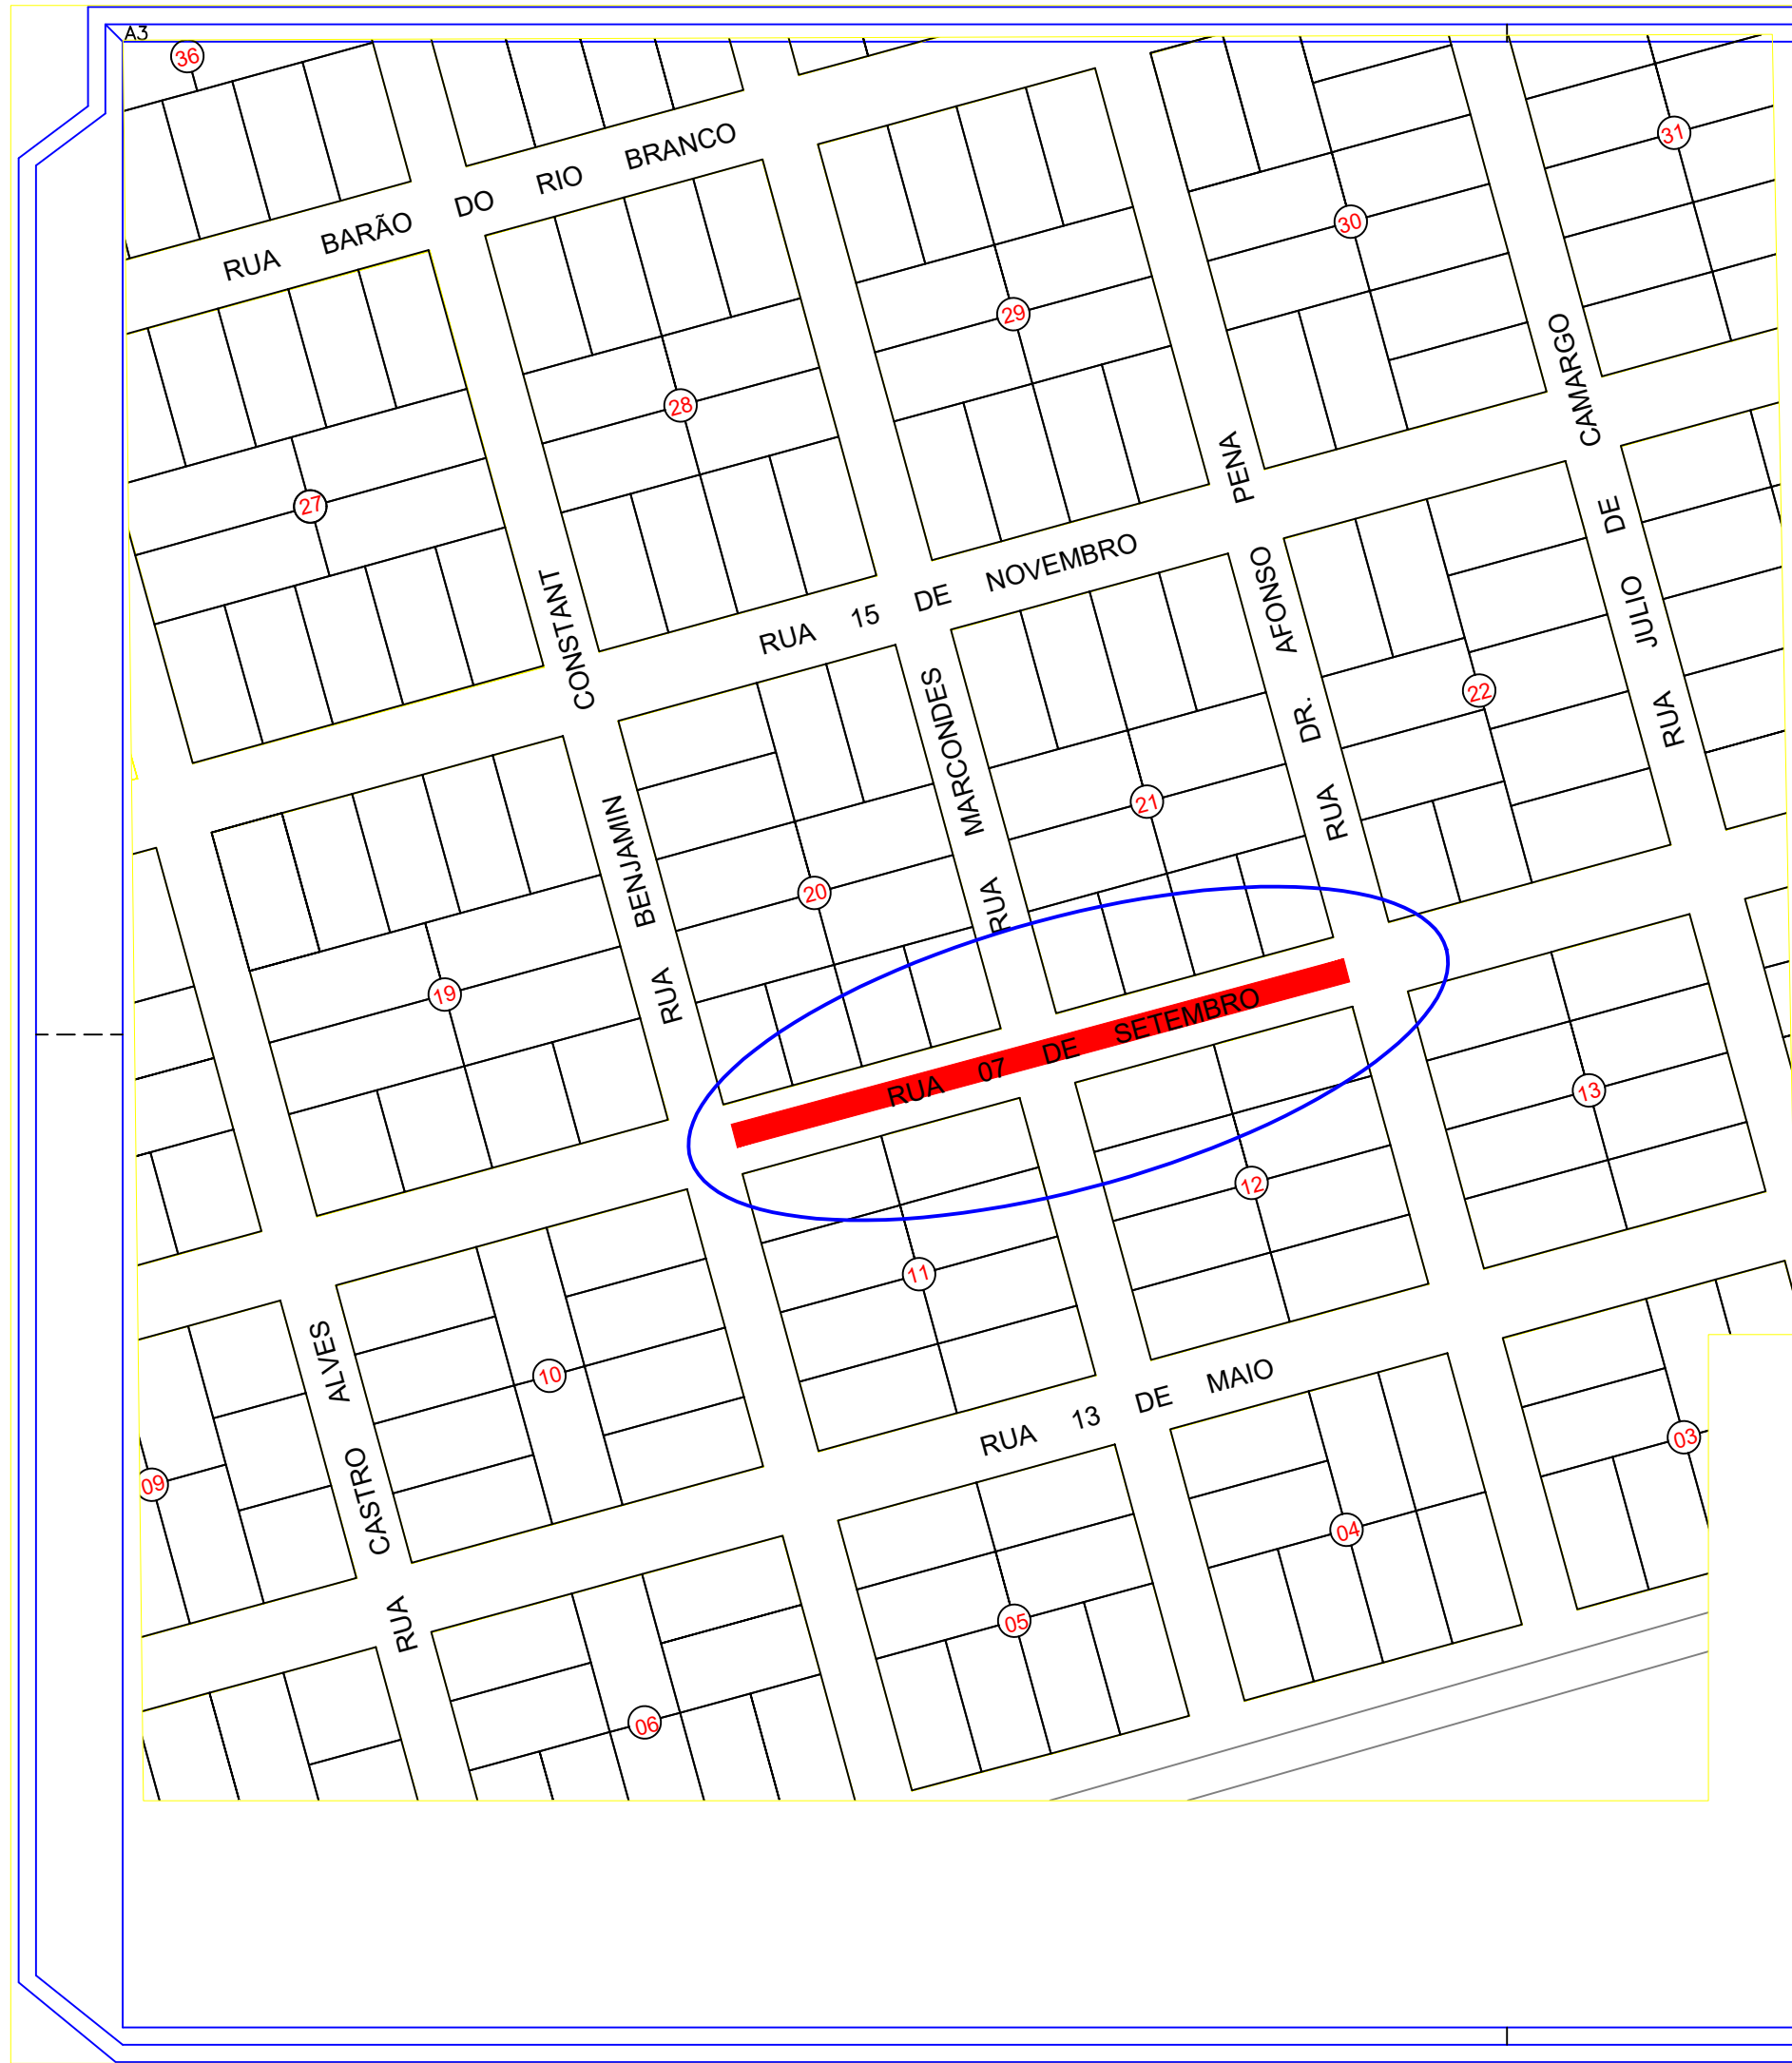 A3
36
31
RUA BARÃO DO RIO BRANCO
30
29
28
27
RUA 15 DE NOVEMBRO
RUA BENJAMIN CONSTANT
RUA MARCONDES
RUA DR. AFONSO PENA
RUA JULIO DE CAMARGO
22
21
20
19
RUA 07 DE SETEMBRO
13
12
11
10
09
RUA CASTRO ALVES
RUA 13 DE MAIO
03
04
05
06